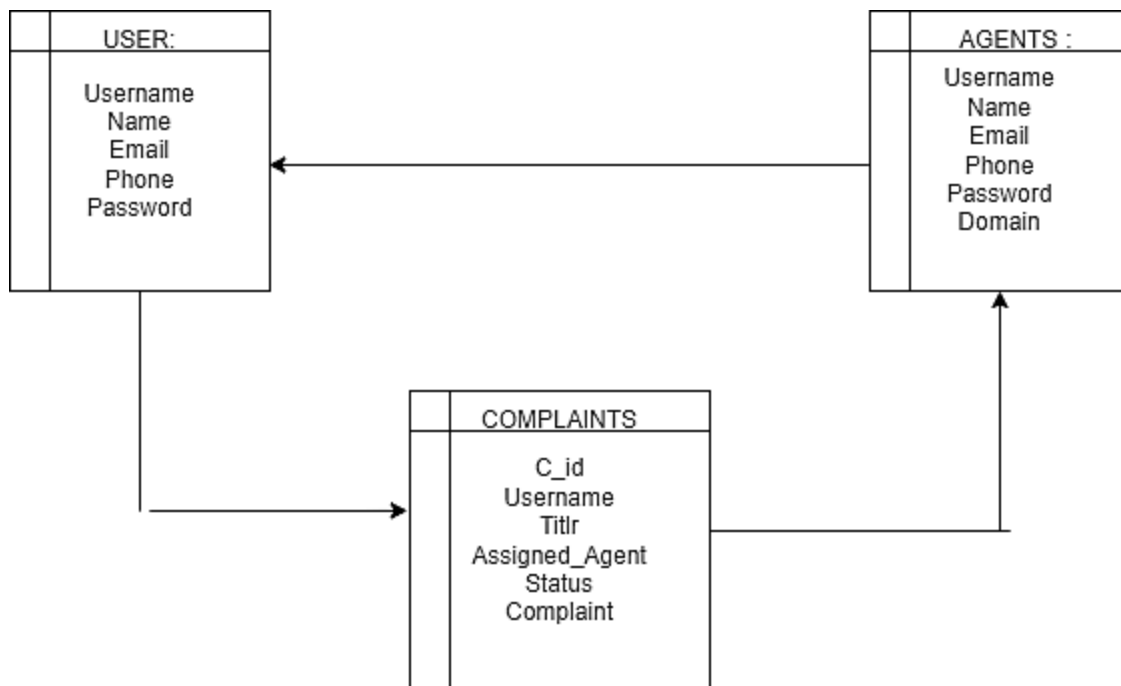 USER:
Username
Name
Email
Phone
Password
AGENTS :
Username
Name
Email
Phone
Password
Domain
COMPLAINTS
C_id
Username
Titlr
Assigned_Agent
Status
Complaint